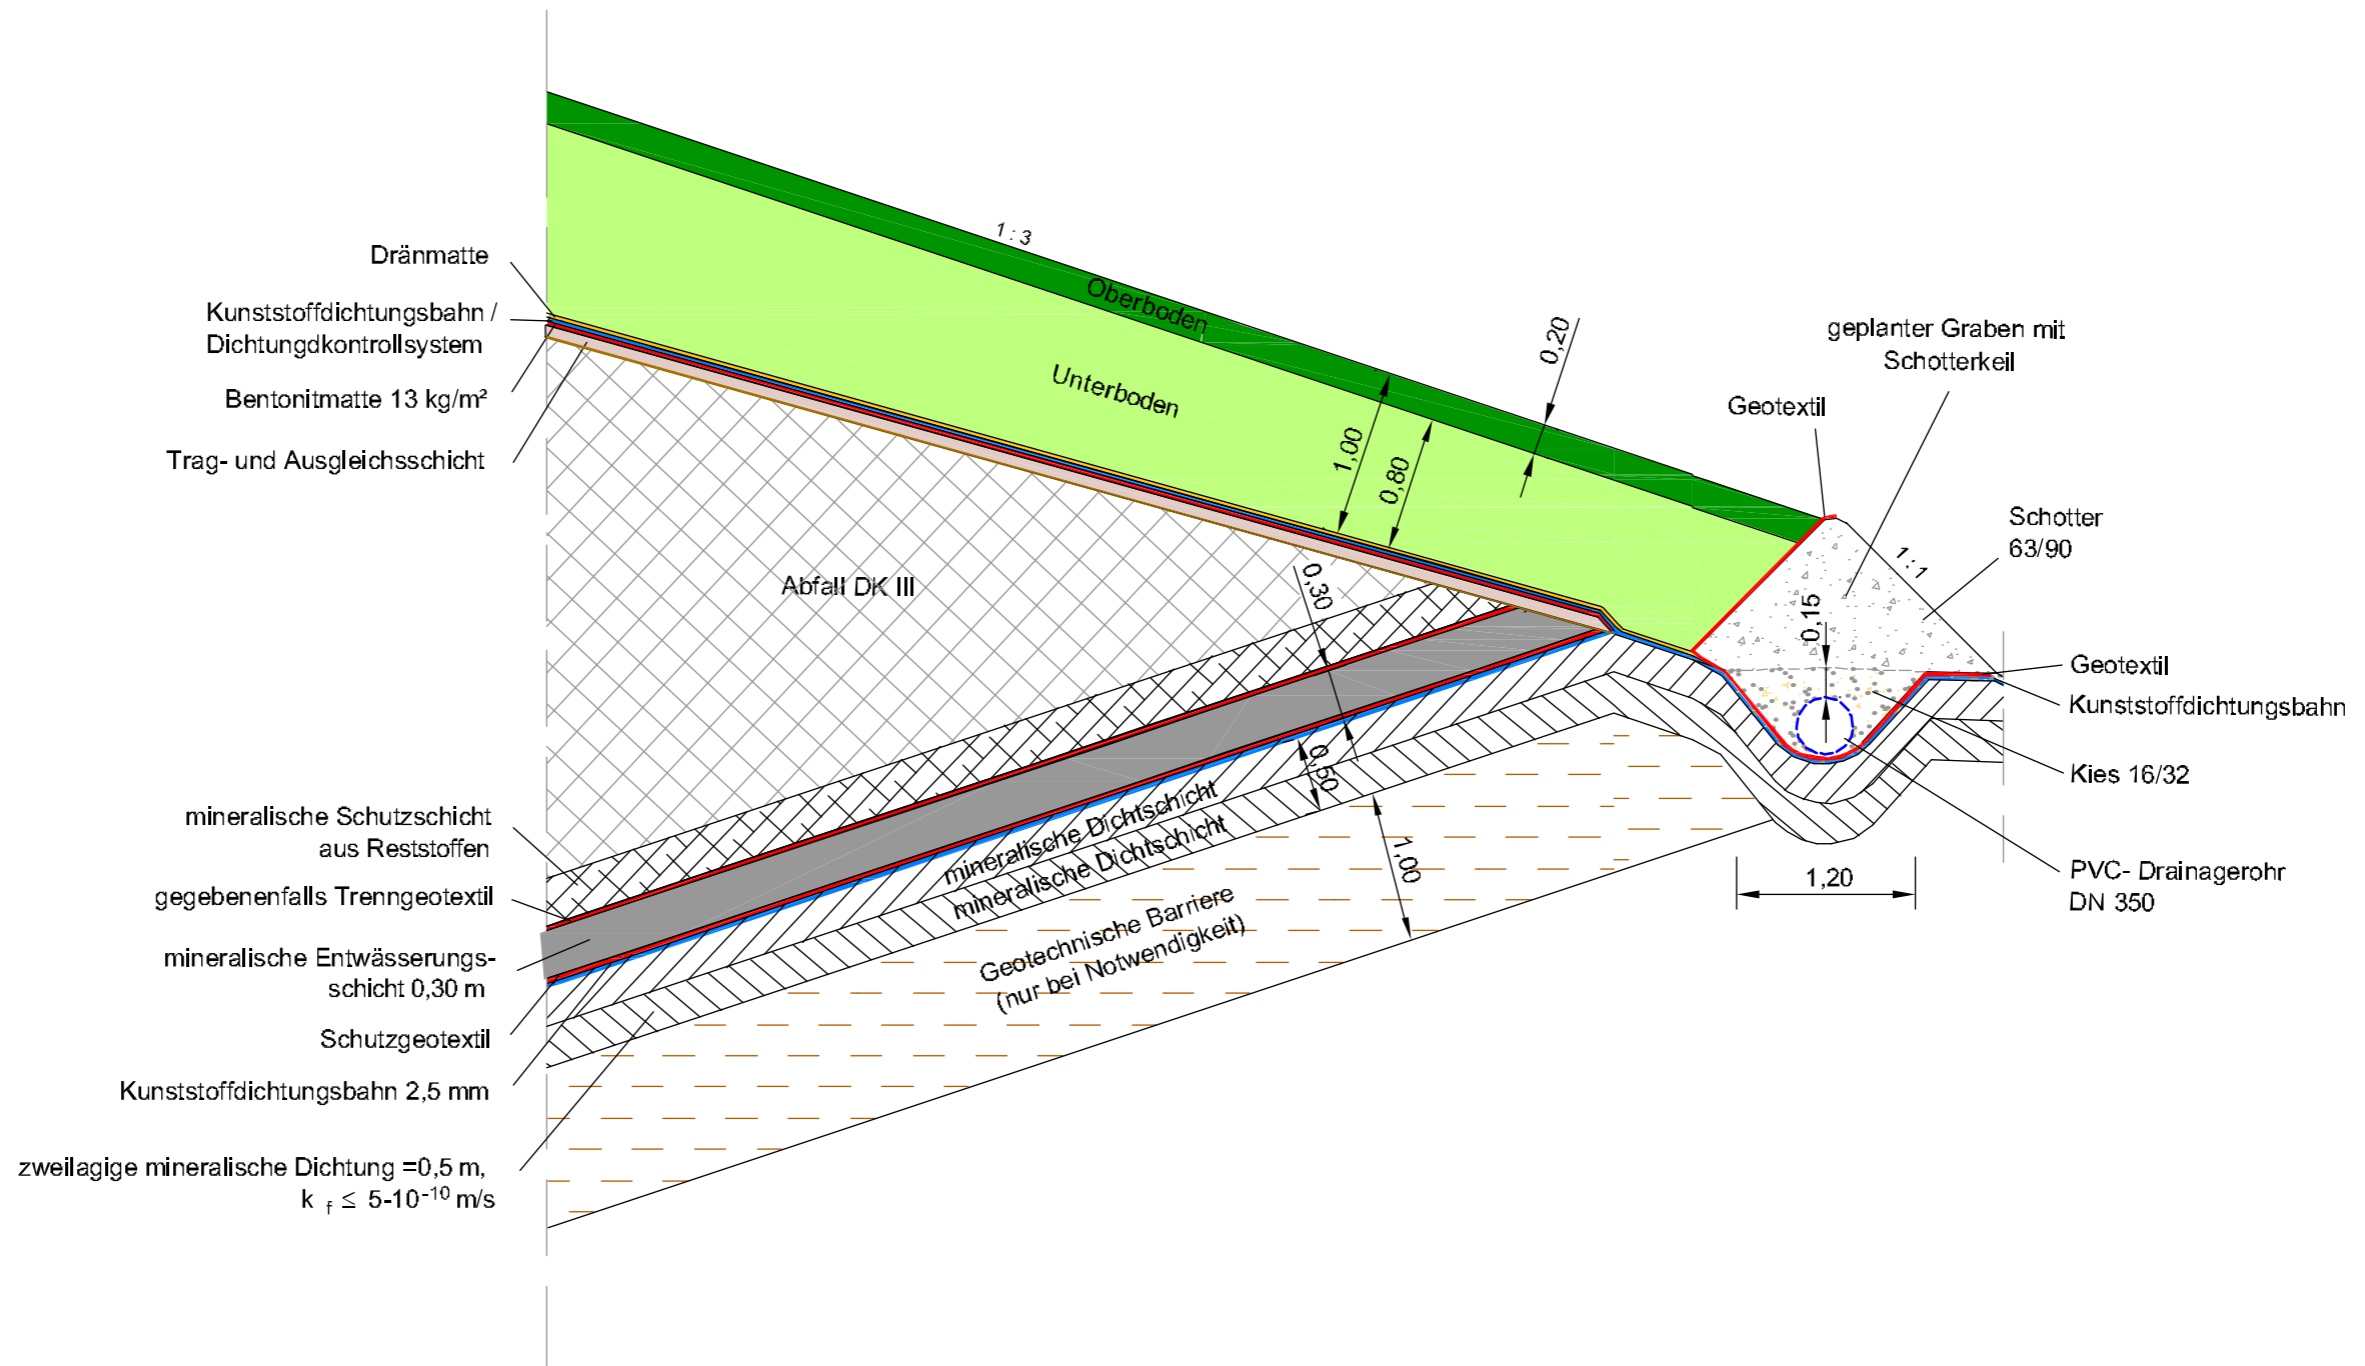 1 : 3
Oberboden
Unterboden
0,20
1,00
0,80
Dränmatte
Kunststoffdichtungsbahn /
Dichtungdkontrollsystem
Bentonitmatte 13 kg/m²
Trag- und Ausgleichsschicht
Abfall DK III
0,30
0,50
1,00
mineralische Schutzschicht
aus Reststoffen
gegebenenfalls Trenngeotextil
mineralische Entwässerungs-
schicht 0,30 m
Schutzgeotextil
Kunststoffdichtungsbahn 2,5 mm
zweilagige mineralische Dichtung =0,5 m,
k f ≤ 5-10⁻¹⁰ m/s
mineralische Dichtschicht
mineralische Dichtschicht
Geotechnische Barriere
(nur bei Notwendigkeit)
geplanter Graben mit
Schotterkeil
Geotextil
Schotter
63/90
1 : 1
0,15
Geotextil
Kunststoffdichtungsbahn
Kies 16/32
PVC- Drainagerohr
DN 350
1,20